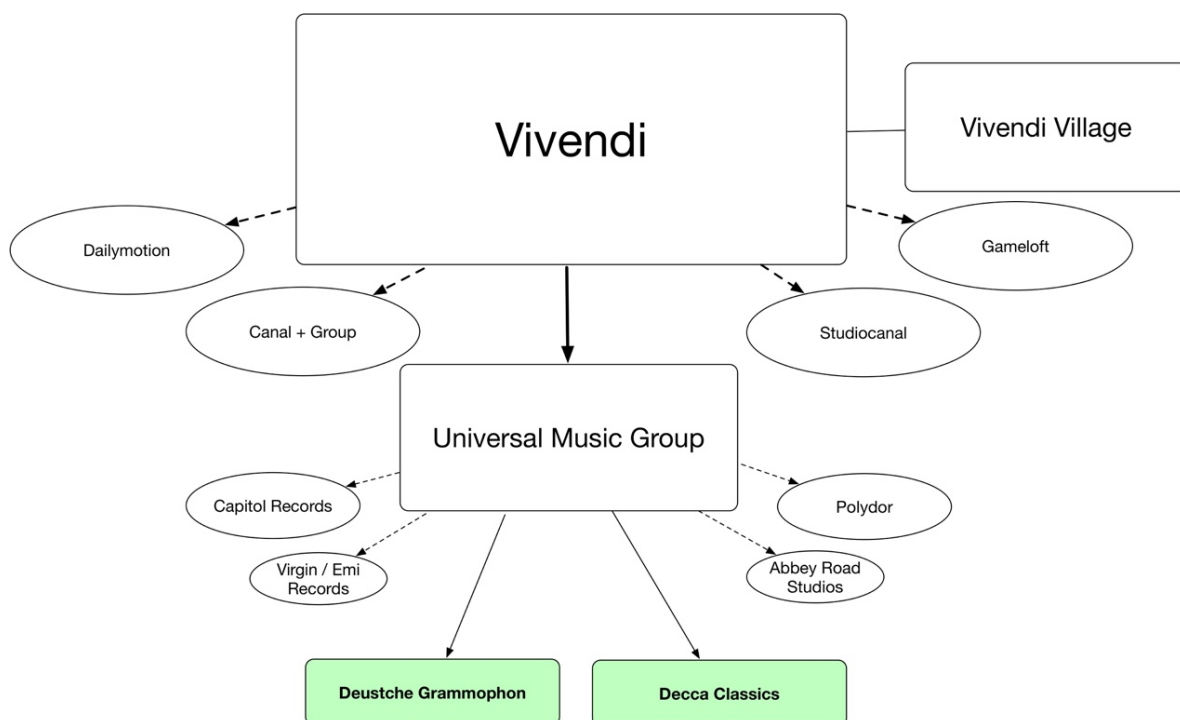 Vivendi
Vivendi Village
Dailymotion
Gameloft
Canal + Group
Studiocanal
Universal Music Group
Capitol Records
Polydor
Virgin / Emi
Records
Abbey Road
Studios
Deustche Grammophon
Decca Classics